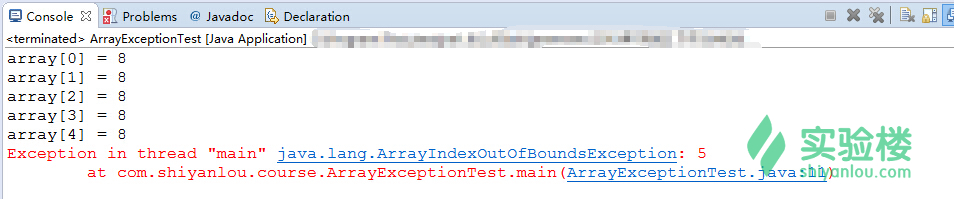 Console Problems @ Javadoc Declaration
<terminated> ArrayExceptionTest [Java Application]
array[0] = 8
array[1] = 8
array[2] = 8
array[3] = 8
array[4] = 8
Exception in thread "main" java.lang.ArrayIndexOutOfBoundsException: 5
at com.shiyanlou.course.ArrayExceptionTest.main(ArrayExceptionTest.java:11)
实验楼
shiyanlou.com